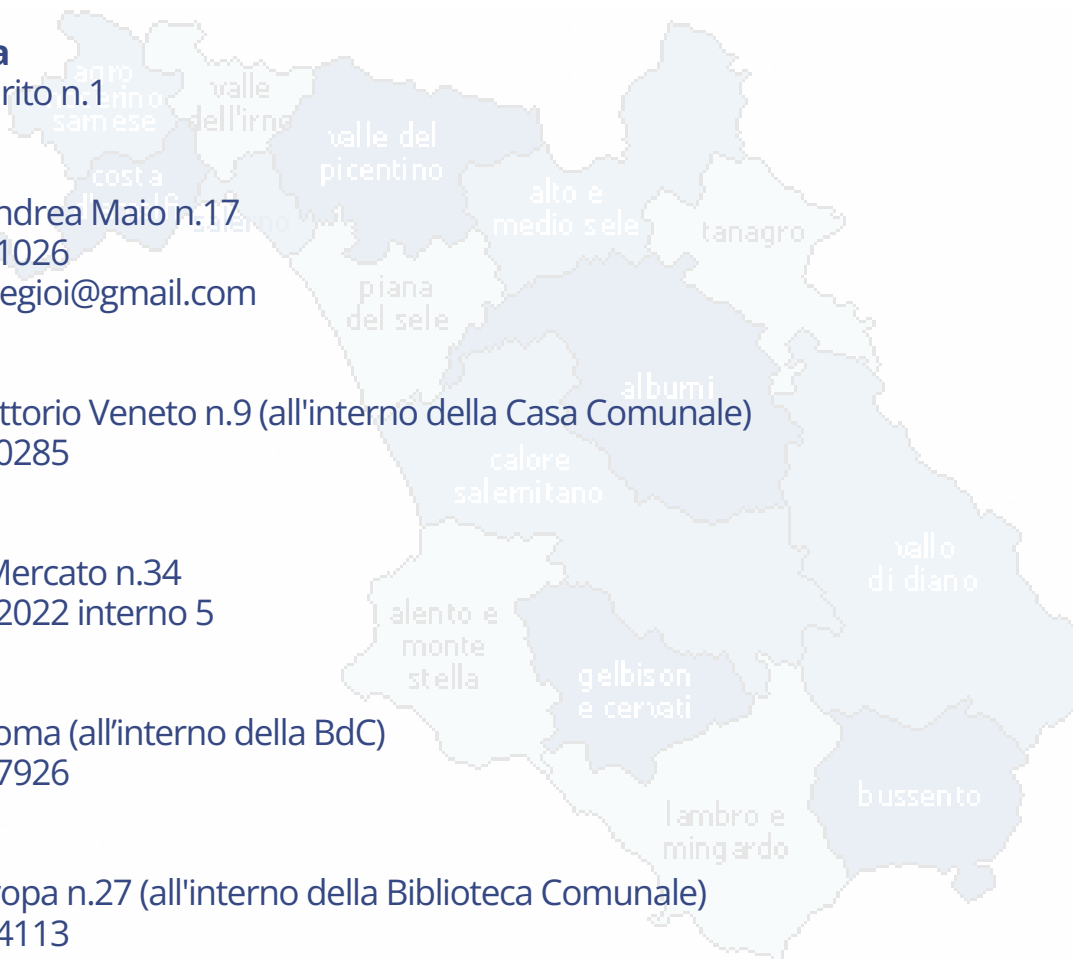 a
rito n.1
ndrea Maio n.17
1026
egioi@gmail.com
ttorio Veneto n.9 (all'interno della Casa Comunale)
0285
Mercato n.34
2022 interno 5
oma (all’interno della BdC)
7926
opa n.27 (all'interno della Biblioteca Comunale)
4113
agro
sarnese
valle
dell'irno
costa
valle del
picentino
alto e
medio sele
tanagro
piana
del sele
alburni
calore
salernitano
vallo
di diano
alento e
monte
stella
gelbison
e cervati
bussento
lambro e
mingardo